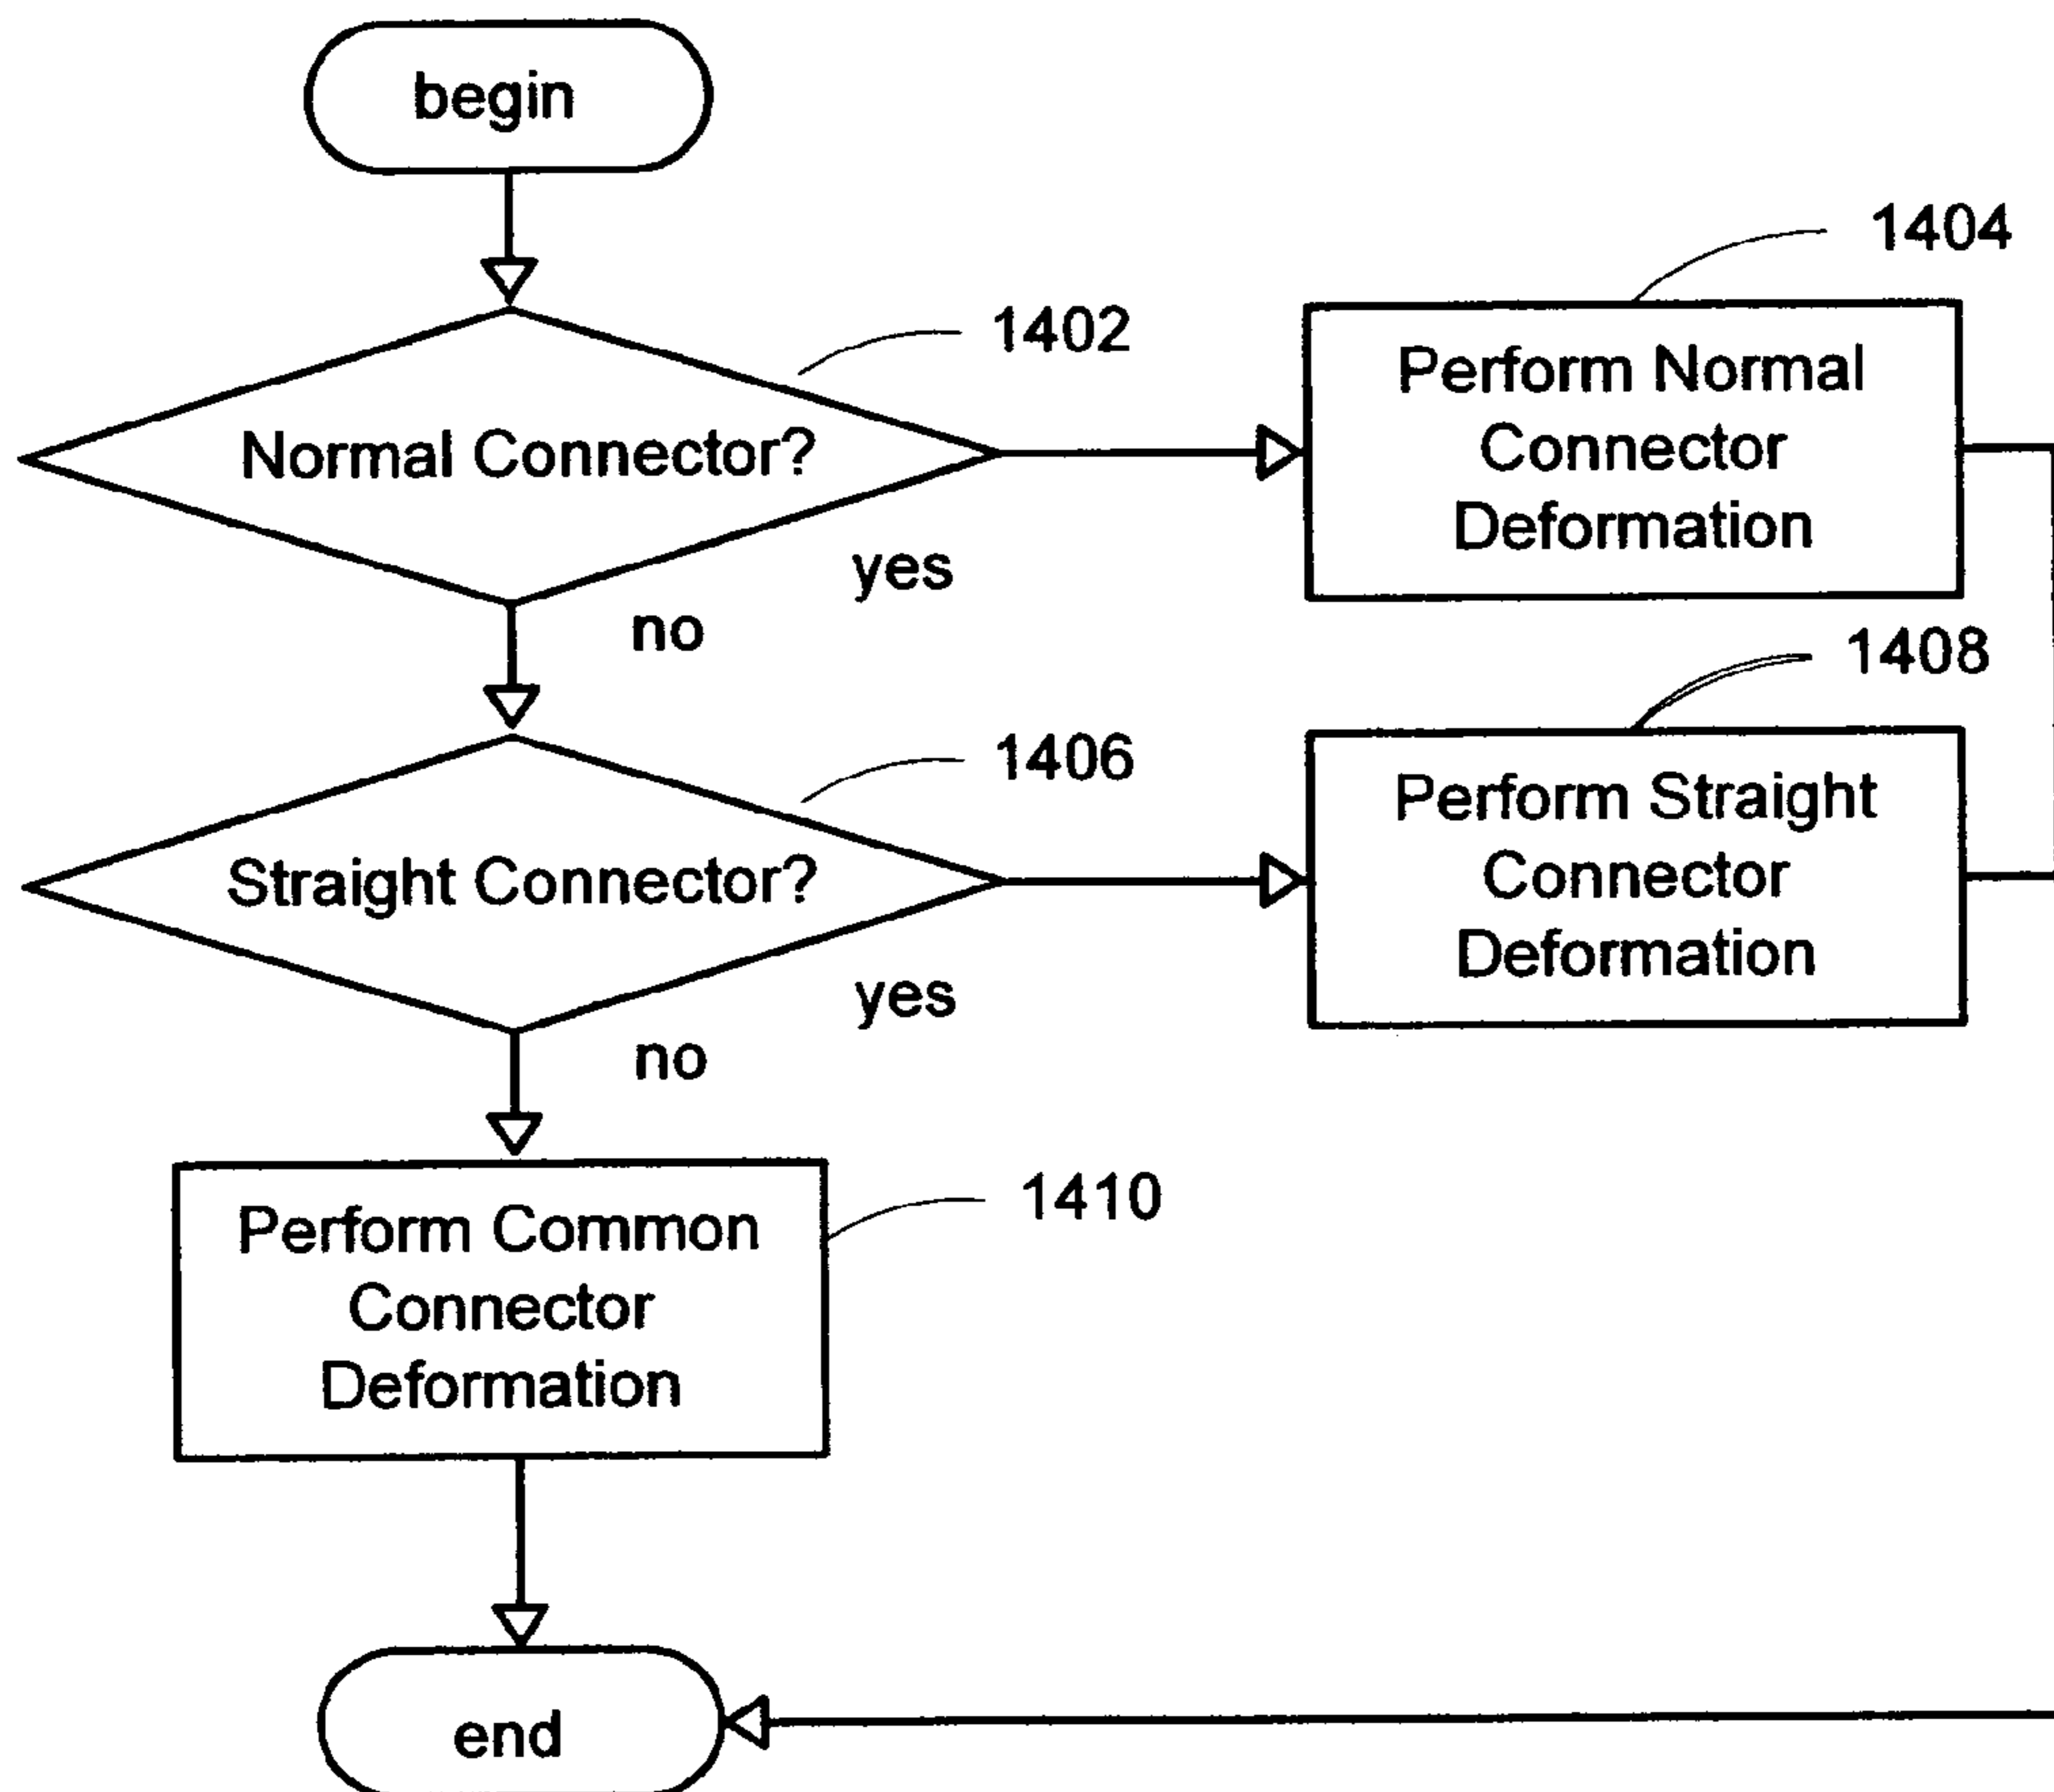 begin
1404
1402
Perform Normal
Connector
Deformation
Normal Connector?
yes
no
1408
1406
Perform Straight
Connector
Deformation
Straight Connector?
yes
no
1410
Perform Common
Connector
Deformation
end